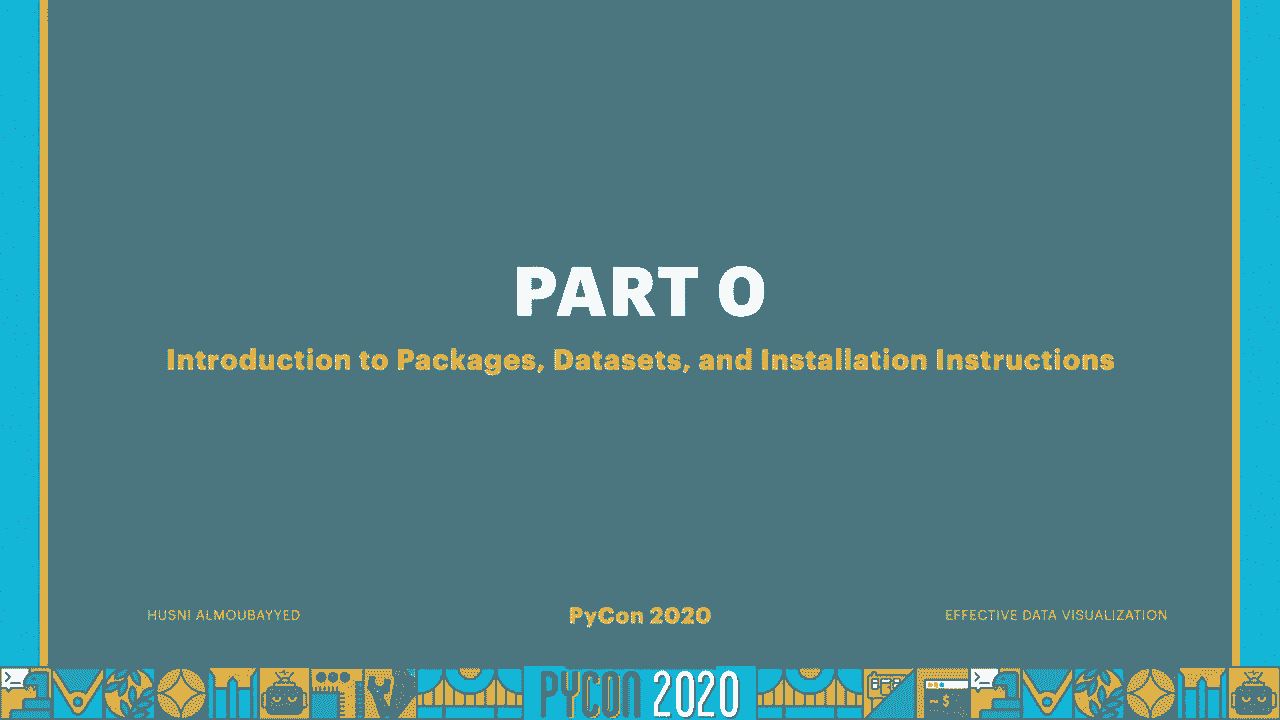 PART 0
Introduction to Packages, Datasets, and Installation Instructions
HUSNI ALMOUBAYYED
PyCon 2020
EFFECTIVE DATA VISUALIZATION
PYCON 2020